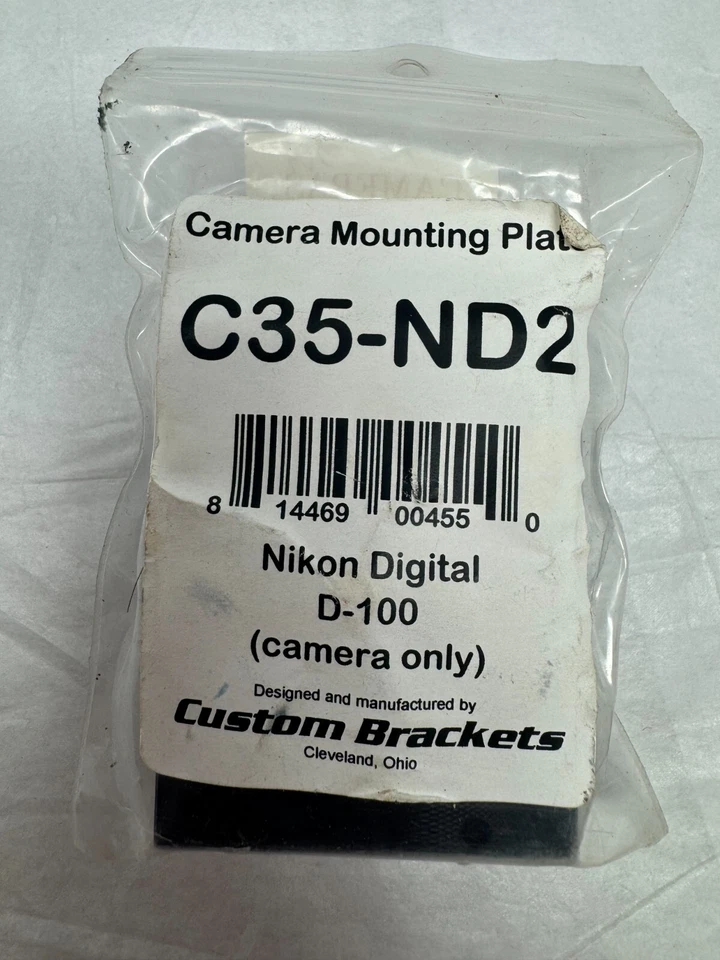 Camera Mounting Plat
C35-ND2
8 14469 00455 0
Nikon Digital
D-100
(camera only)
Designed and manufactured by
Custom Brackets
Cleveland, Ohio